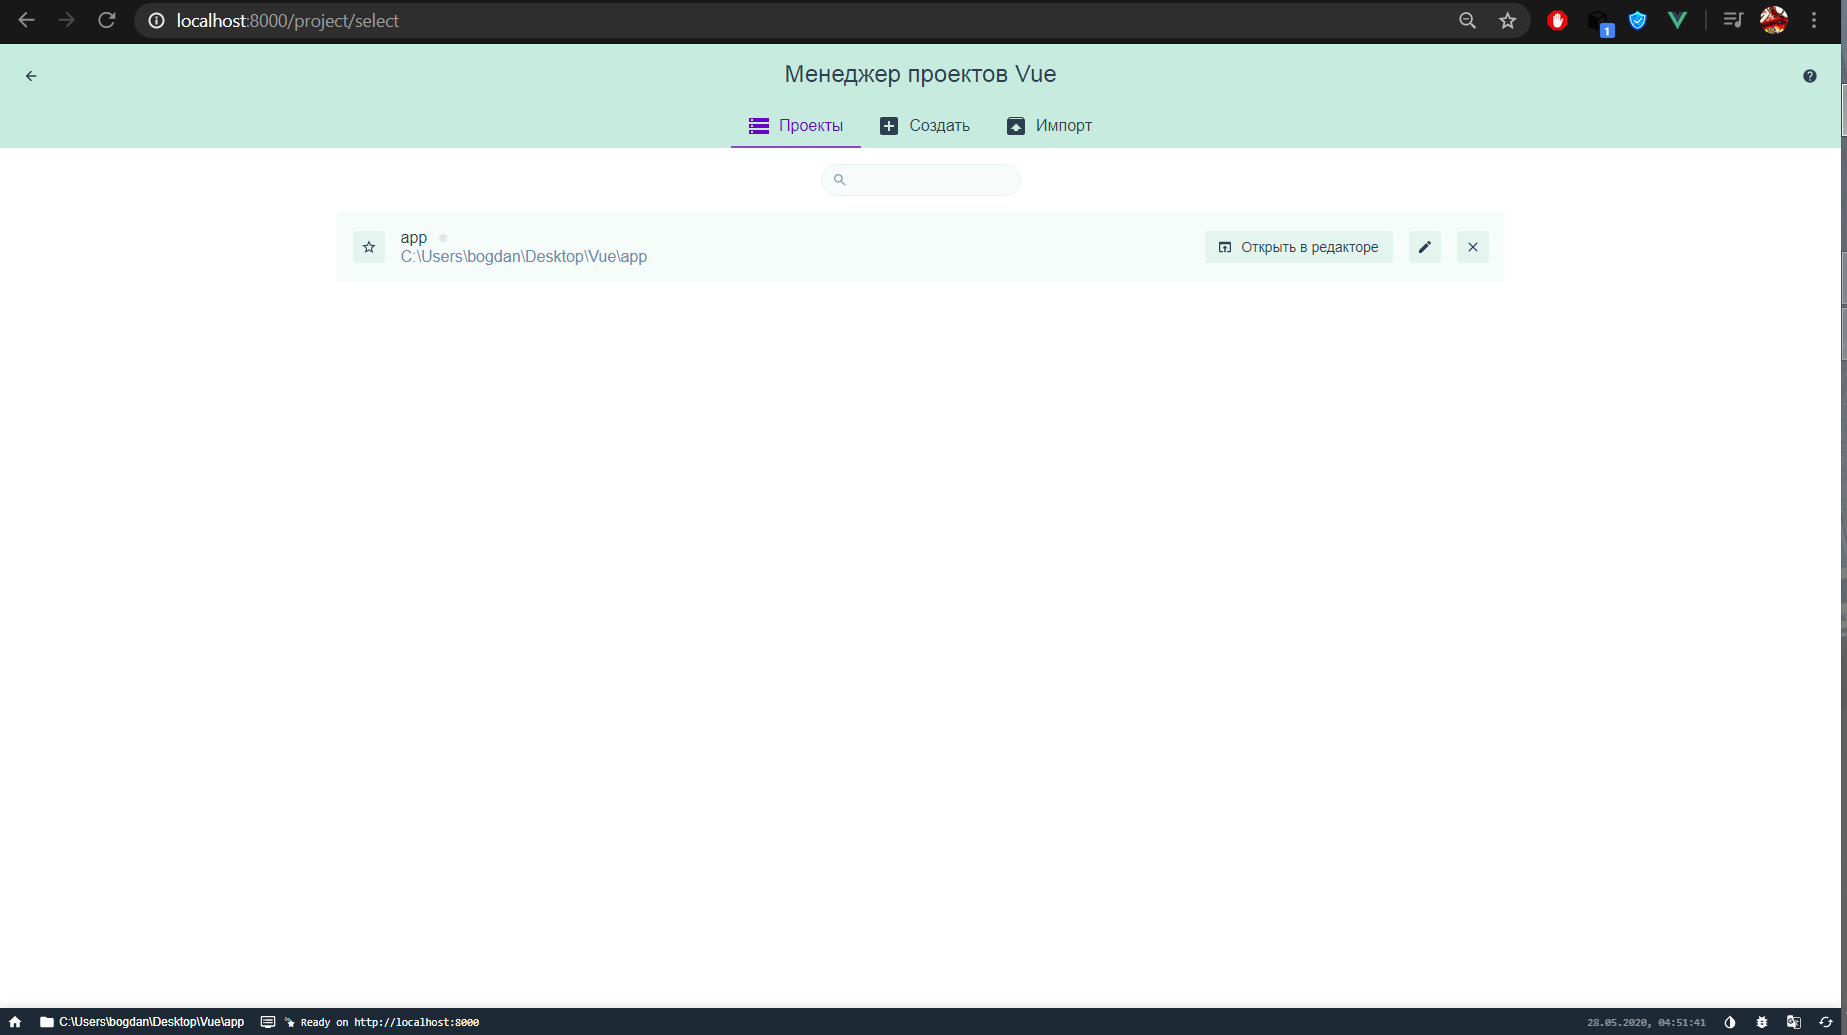 localhost:8000/project/select
1
Менеджер проектов Vue
Проекты
Создать
Импорт
app
C:\Users\bogdan\Desktop\Vue\app
Открыть в редакторе
C:\Users\bogdan\Desktop\Vue\app
Ready on http://localhost:8000
28.05.2020, 04:51:41